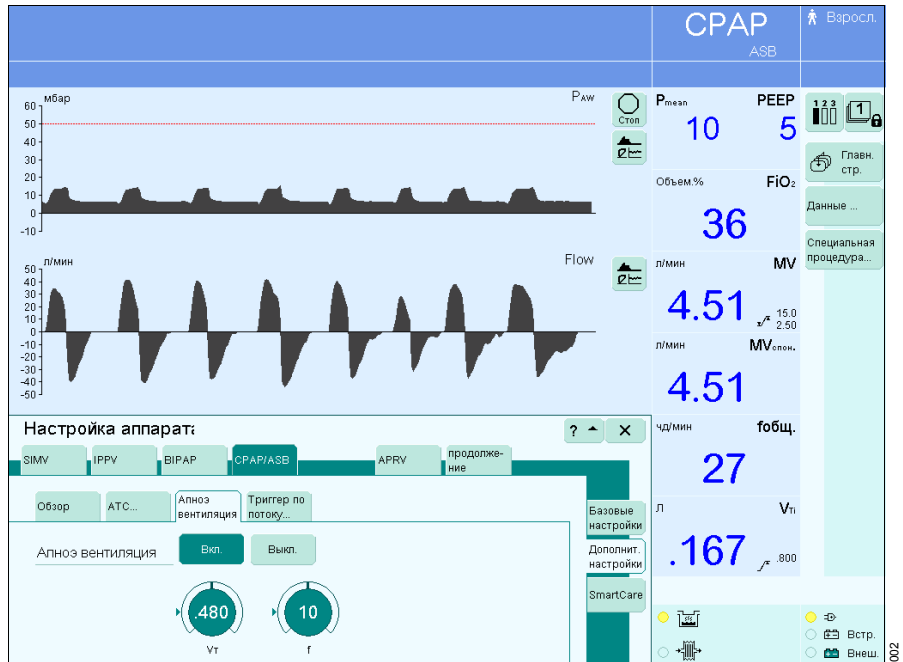 CPAP
ASB
Взросл.
мбар
PAW
60
50
40
30
20
10
0
-10
Стоп
Pmean
PEEP
10
5
1 2 3
1
Главн.
стр.
Данные ...
Специальная
процедура...
Объем.%
FiO2
36
л/мин
Flow
50
40
30
20
10
0
-10
-20
-30
-40
-50
л/мин
MV
4.51
15.0
2.50
л/мин
MVспон.
4.51
Настройка аппарата
?
чд/мин
fобщ.
27
SIMV
IPPV
BIPAP
CPAP/ASB
APRV
продолже-
ние
Обзор
ATC...
Апноэ
вентиляция
Триггер по
потоку...
Апноэ вентиляция
Вкл.
Выкл.
.480
10
VT
f
Базовые
настройки
Дополнит.
настройки
SmartCare
л
VTi
.167
.800
Встр.
Внеш.
002